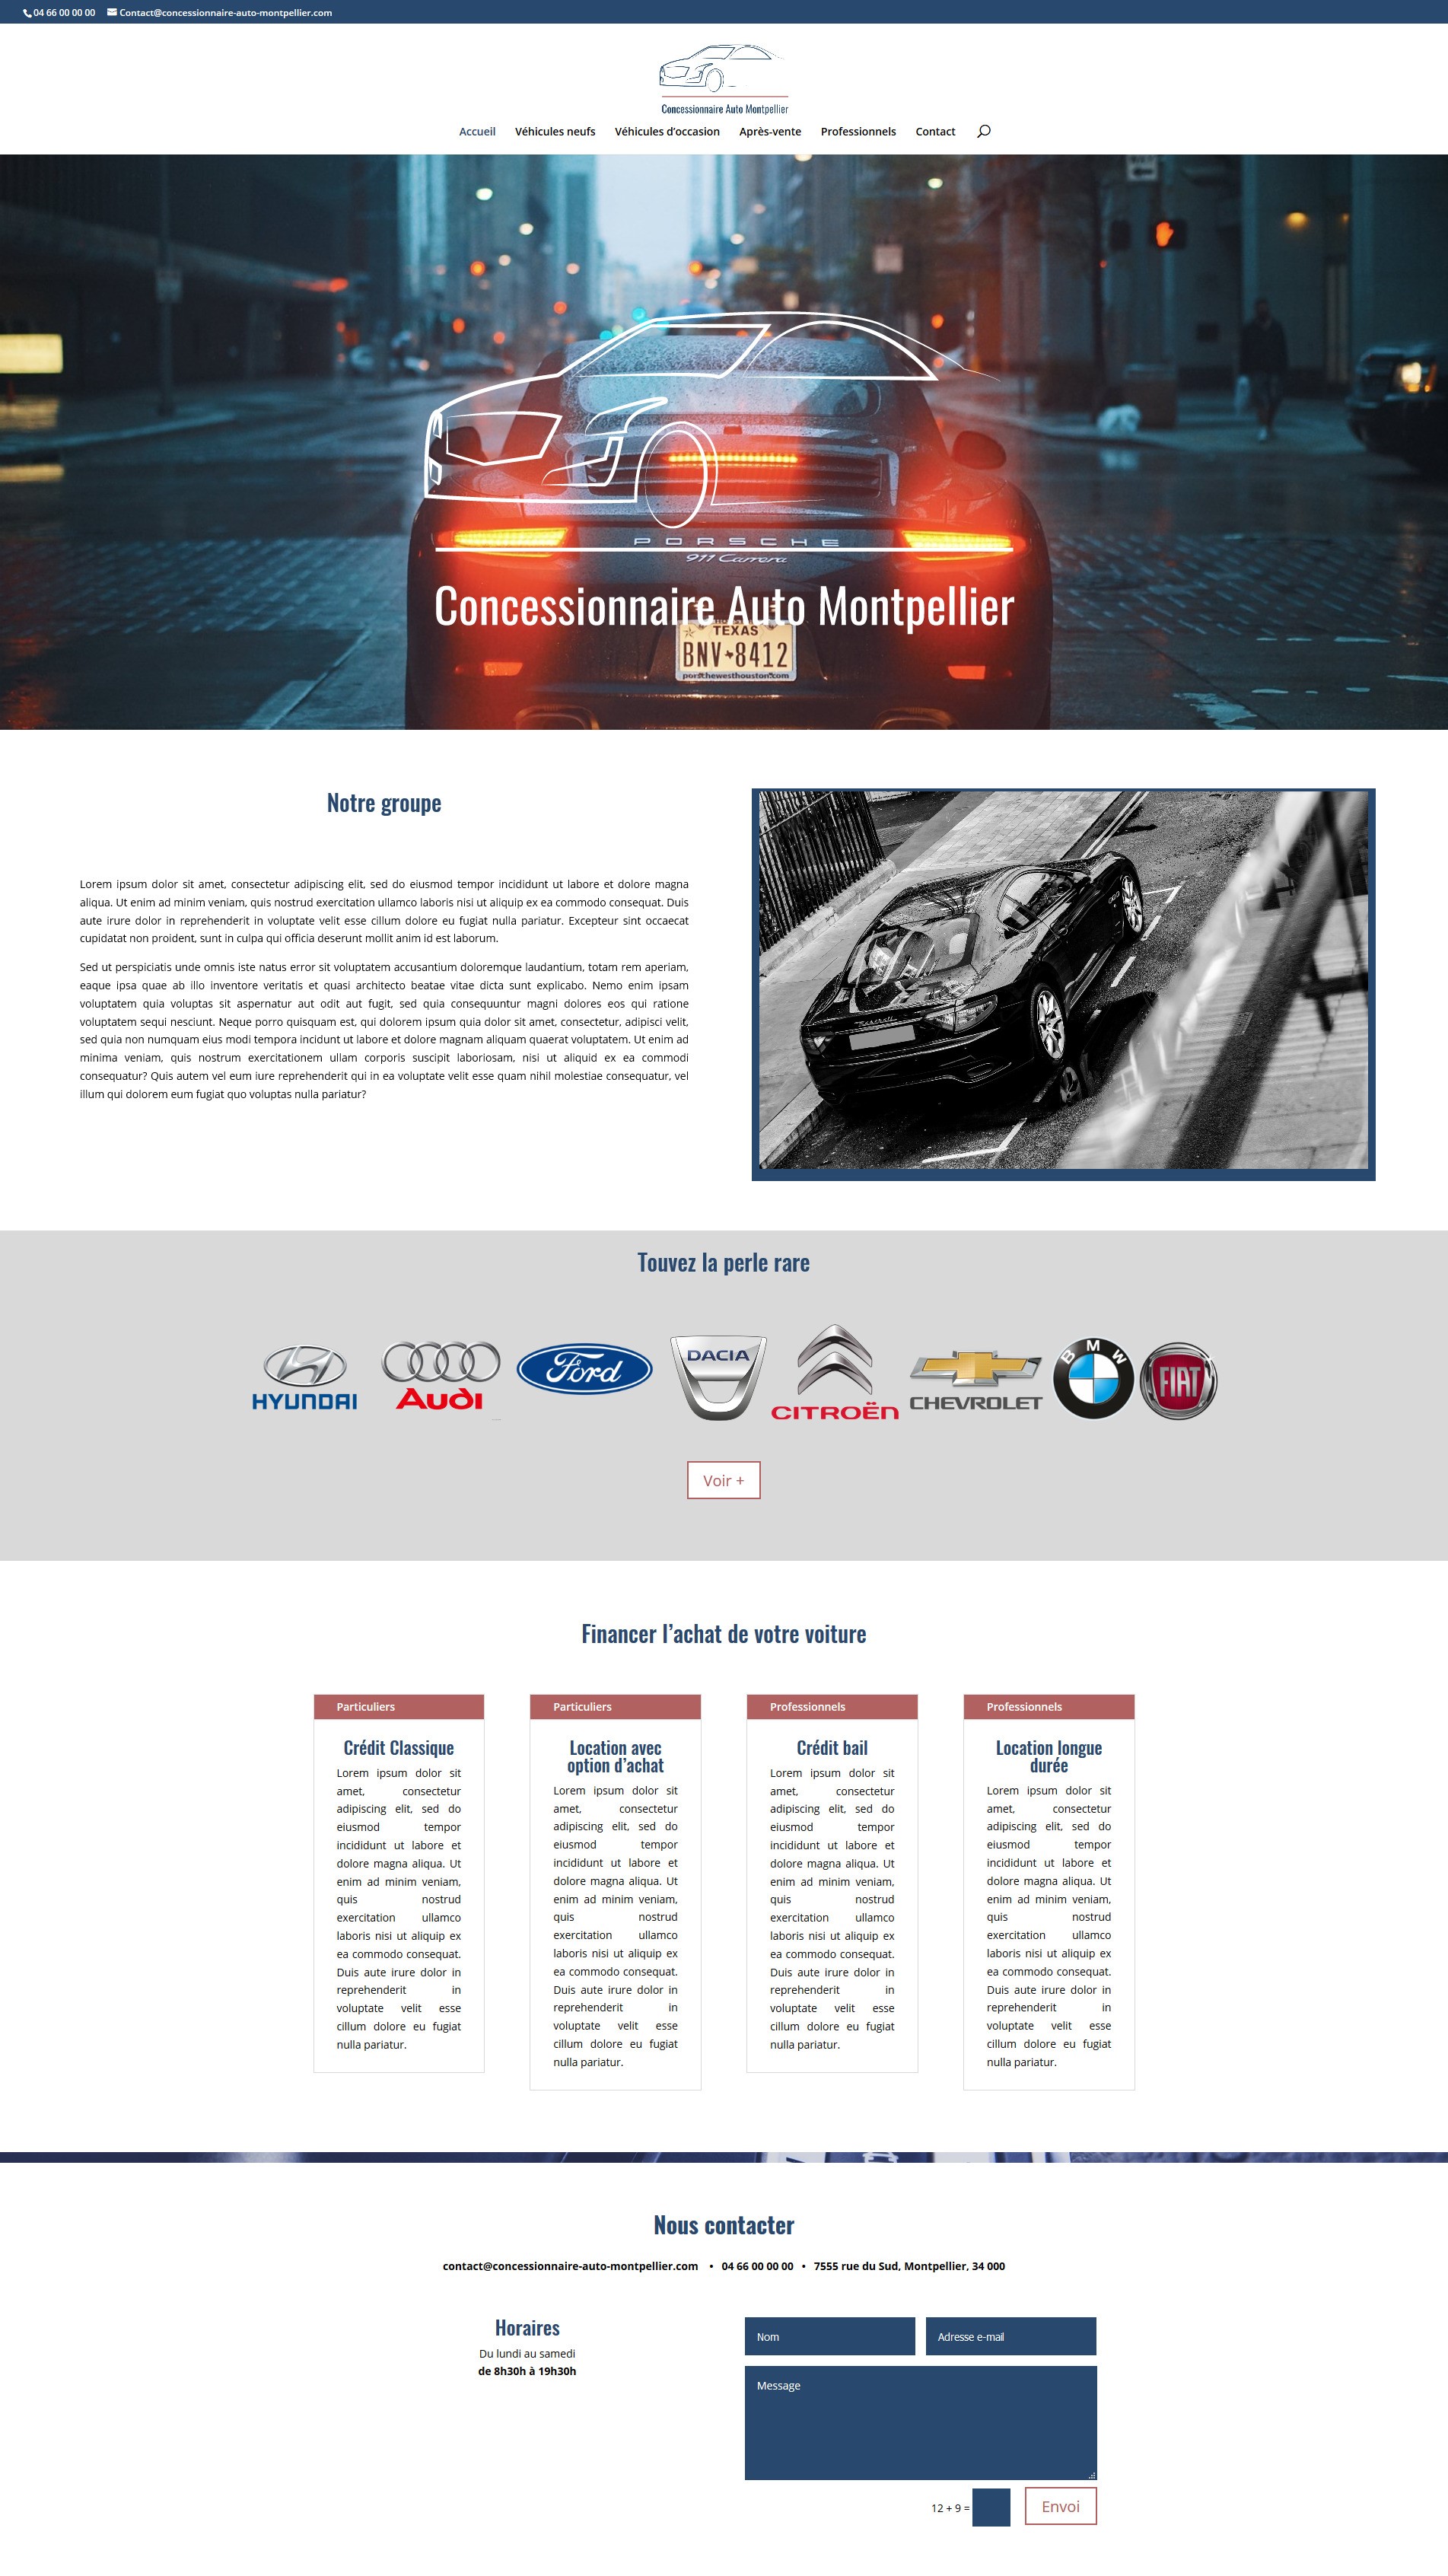 04 66 00 00 00 Contact@concessionnaire-auto-montpellier.com
Concessionnaire Auto Montpellier
Accueil Véhicules neufs Véhicules d’occasion Après-vente Professionnels Contact
PORSCHE
911 Carrera
Concessionnaire Auto Montpellier
TEXAS
BNV 8412
porschewesthouston.com
Notre groupe
Lorem ipsum dolor sit amet, consectetur adipiscing elit, sed do eiusmod tempor incididunt ut labore et dolore magna
aliqua. Ut enim ad minim veniam, quis nostrud exercitation ullamco laboris nisi ut aliquip ex ea commodo consequat. Duis
aute irure dolor in reprehenderit in voluptate velit esse cillum dolore eu fugiat nulla pariatur. Excepteur sint occaecat
cupidatat non proident, sunt in culpa qui officia deserunt mollit anim id est laborum.
Sed ut perspiciatis unde omnis iste natus error sit voluptatem accusantium doloremque laudantium, totam rem aperiam,
eaque ipsa quae ab illo inventore veritatis et quasi architecto beatae vitae dicta sunt explicabo. Nemo enim ipsam
voluptatem quia voluptas sit aspernatur aut odit aut fugit, sed quia consequuntur magni dolores eos qui ratione
voluptatem sequi nesciunt. Neque porro quisquam est, qui dolorem ipsum quia dolor sit amet, consectetur, adipisci velit,
sed quia non numquam eius modi tempora incidunt ut labore et dolore magnam aliquam quaerat voluptatem. Ut enim ad
minima veniam, quis nostrum exercitationem ullam corporis suscipit laboriosam, nisi ut aliquid ex ea commodi
consequatur? Quis autem vel eum iure reprehenderit qui in ea voluptate velit esse quam nihil molestiae consequatur, vel
illum qui dolorem eum fugiat quo voluptas nulla pariatur?
Maserati
Touvez la perle rare
HYUNDAI
Audi
Ford
DACIA
CITROËN
CHEVROLET
BMW
FIAT
Voir +
Financer l’achat de votre voiture
Particuliers
Crédit Classique
Lorem ipsum dolor sit
amet, consectetur
adipiscing elit, sed do
eiusmod tempor
incididunt ut labore et
dolore magna aliqua. Ut
enim ad minim veniam,
quis nostrud
exercitation ullamco
laboris nisi ut aliquip ex
ea commodo consequat.
Duis aute irure dolor in
reprehenderit in
voluptate velit esse
cillum dolore eu fugiat
nulla pariatur.
Particuliers
Location avec
option d’achat
Lorem ipsum dolor sit
amet, consectetur
adipiscing elit, sed do
eiusmod tempor
incididunt ut labore et
dolore magna aliqua. Ut
enim ad minim veniam,
quis nostrud
exercitation ullamco
laboris nisi ut aliquip ex
ea commodo consequat.
Duis aute irure dolor in
reprehenderit in
voluptate velit esse
cillum dolore eu fugiat
nulla pariatur.
Professionnels
Crédit bail
Lorem ipsum dolor sit
amet, consectetur
adipiscing elit, sed do
eiusmod tempor
incididunt ut labore et
dolore magna aliqua. Ut
enim ad minim veniam,
quis nostrud
exercitation ullamco
laboris nisi ut aliquip ex
ea commodo consequat.
Duis aute irure dolor in
reprehenderit in
voluptate velit esse
cillum dolore eu fugiat
nulla pariatur.
Professionnels
Location longue
durée
Lorem ipsum dolor sit
amet, consectetur
adipiscing elit, sed do
eiusmod tempor
incididunt ut labore et
dolore magna aliqua. Ut
enim ad minim veniam,
quis nostrud
exercitation ullamco
laboris nisi ut aliquip ex
ea commodo consequat.
Duis aute irure dolor in
reprehenderit in
voluptate velit esse
cillum dolore eu fugiat
nulla pariatur.
Nous contacter
contact@concessionnaire-auto-montpellier.com • 04 66 00 00 00 • 7555 rue du Sud, Montpellier, 34 000
Horaires
Du lundi au samedi
de 8h30h à 19h30h
Nom
Adresse e-mail
Message
12 + 9 =
Envoi